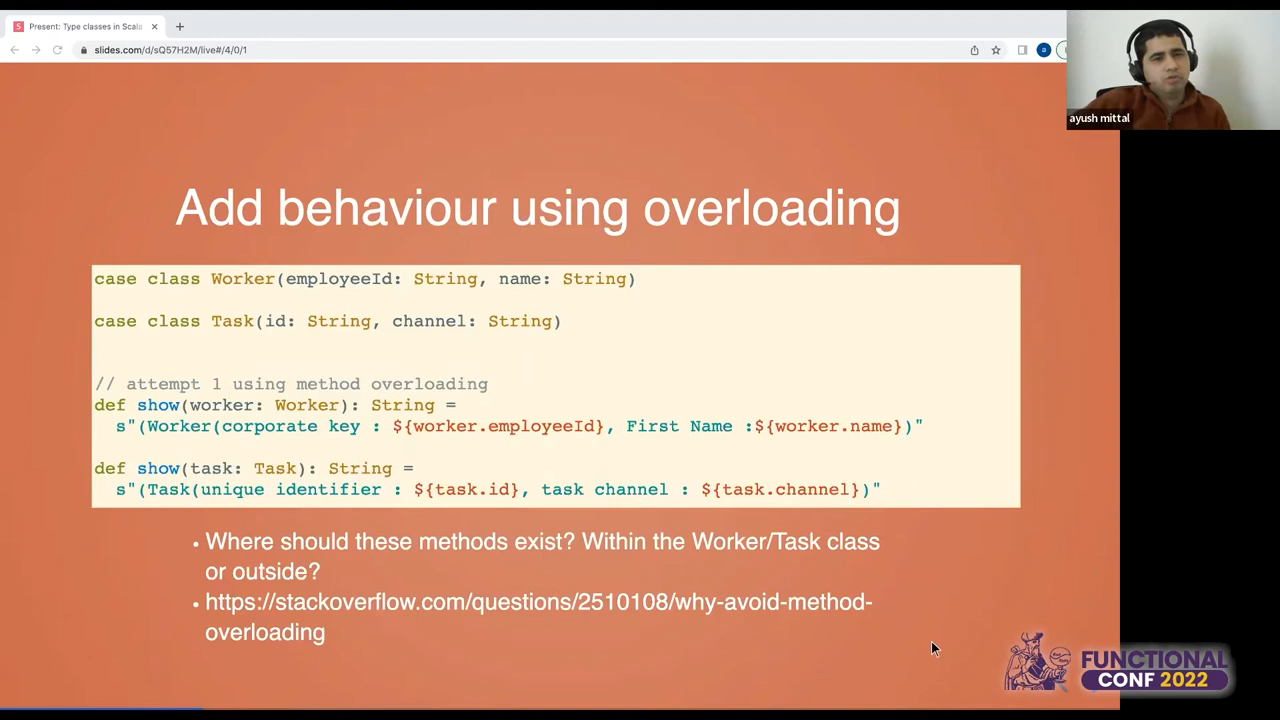 Present: Type classes in Scala
slides.com/d/sQ57H2M/live#/4/0/1
a
ayush mittal
Add behaviour using overloading
case class Worker(employeeId: String, name: String)
case class Task(id: String, channel: String)
// attempt 1 using method overloading
def show(worker: Worker): String =
s"(Worker(corporate key : ${worker.employeeId}, First Name :${worker.name})"
def show(task: Task): String =
s"(Task(unique identifier : ${task.id}, task channel : ${task.channel})"
• Where should these methods exist? Within the Worker/Task class
or outside?
• https://stackoverflow.com/questions/2510108/why-avoid-method-
overloading
FUNCTIONAL
CONF 2022